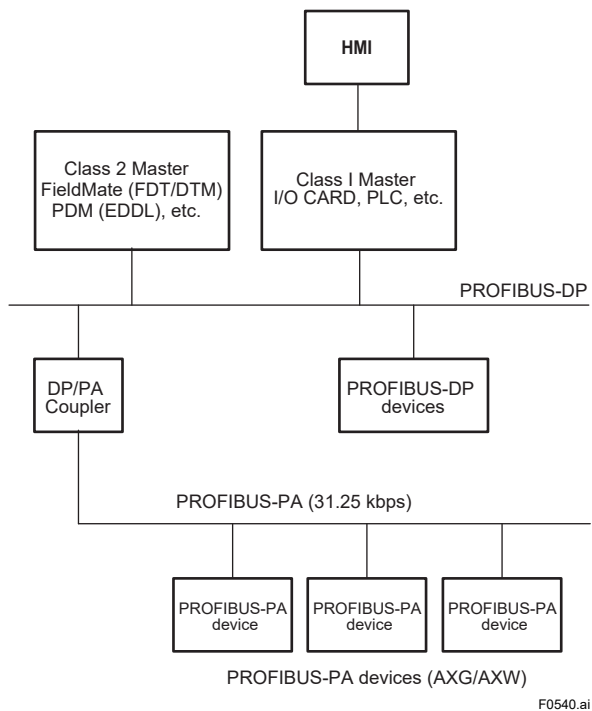 HMI
Class 2 Master
FieldMate (FDT/DTM)
PDM (EDDL), etc.
Class I Master
I/O CARD, PLC, etc.
PROFIBUS-DP
DP/PA
Coupler
PROFIBUS-DP
devices
PROFIBUS-PA (31.25 kbps)
PROFIBUS-PA
device
PROFIBUS-PA
device
PROFIBUS-PA
device
PROFIBUS-PA devices (AXG/AXW)
F0540.ai